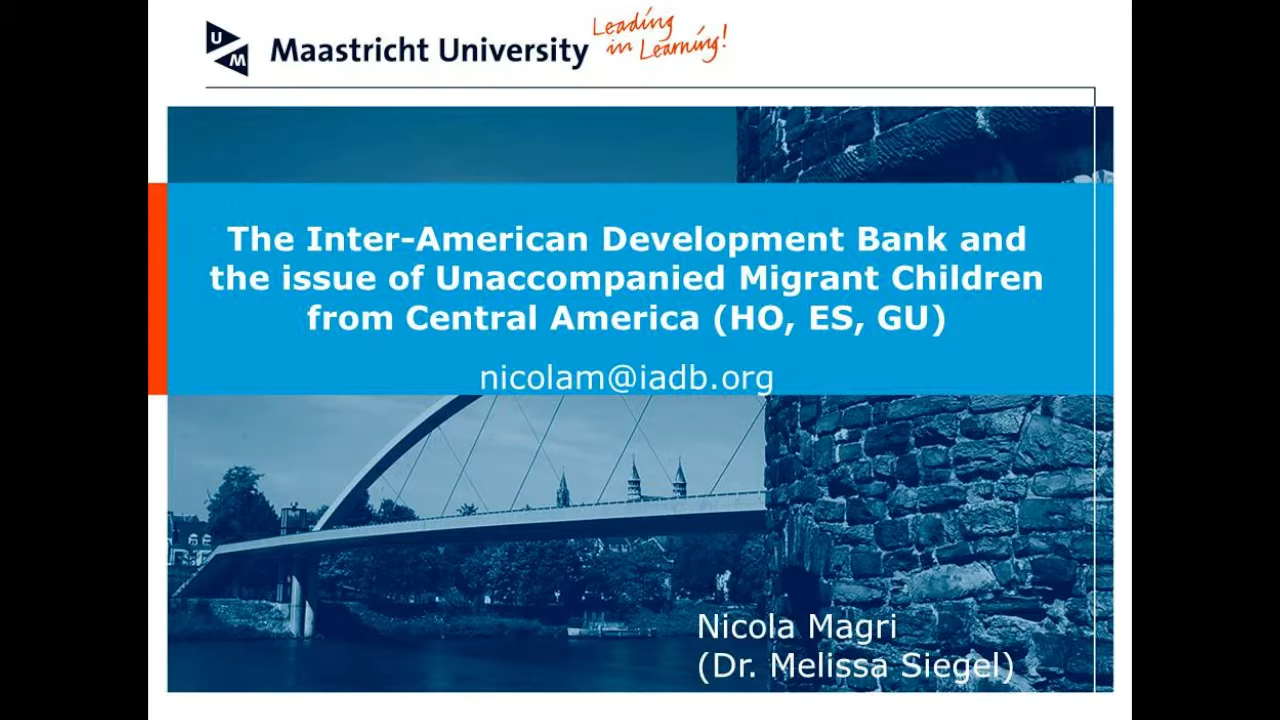 UM
Maastricht University
Leading
in Learning!
The Inter-American Development Bank and
the issue of Unaccompanied Migrant Children
from Central America (HO, ES, GU)
nicolam@iadb.org
Nicola Magri
(Dr. Melissa Siegel)